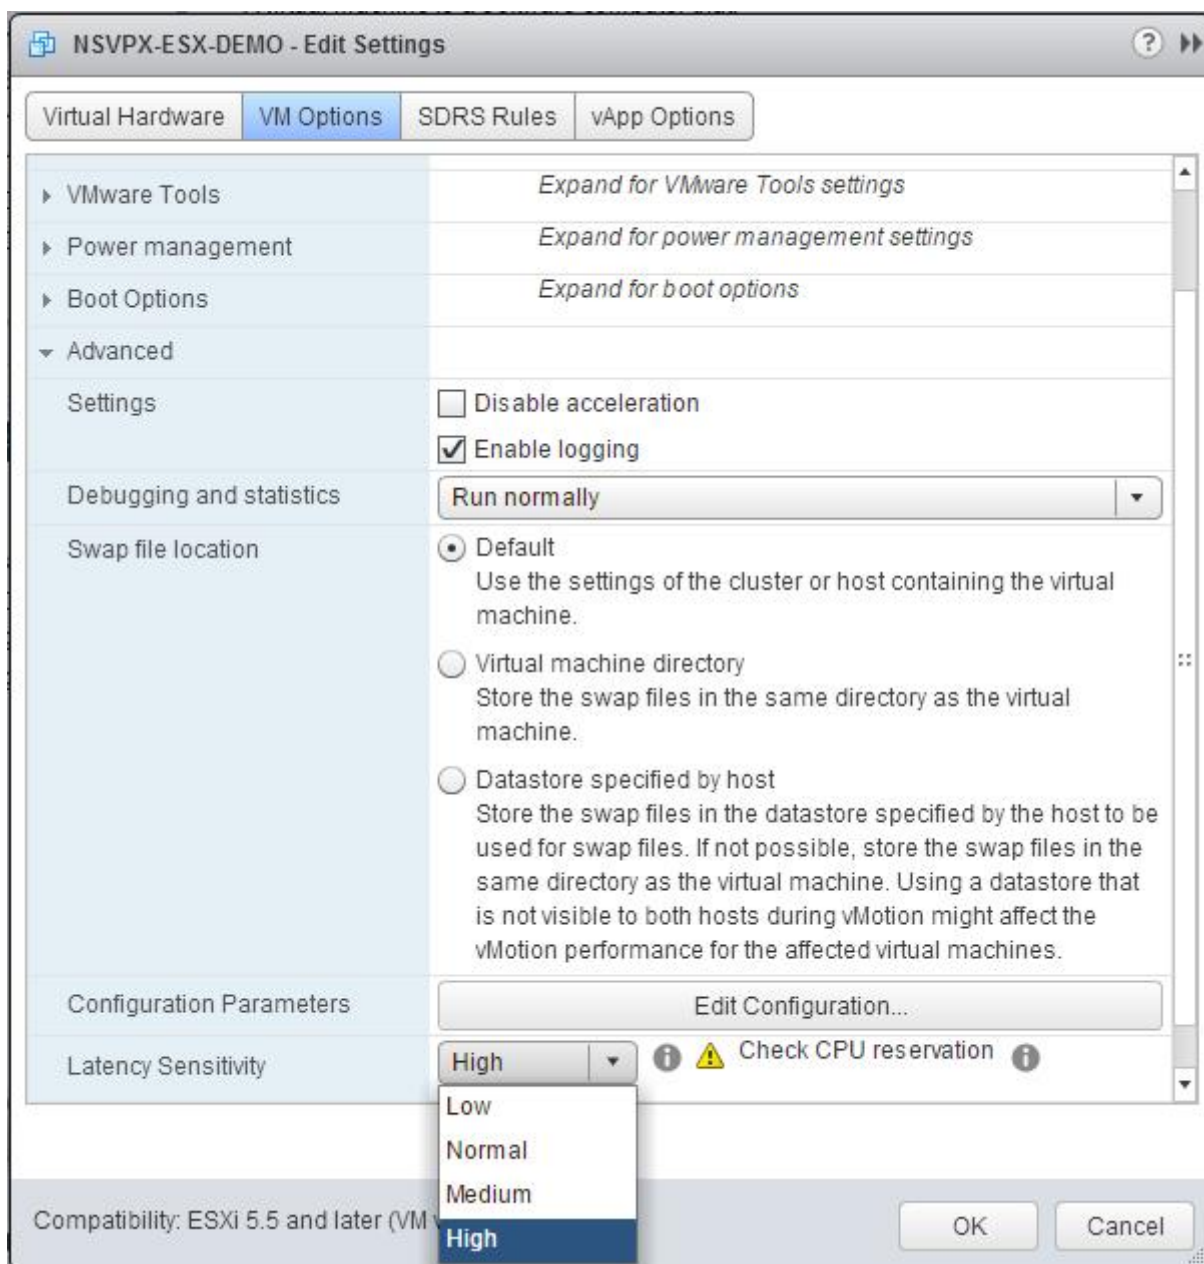 NSVPX-ESX-DEMO - Edit Settings
Virtual Hardware
VM Options
SDRS Rules
vApp Options
VMware Tools
Expand for VMware Tools settings
Power management
Expand for power management settings
Boot Options
Expand for boot options
Advanced
Settings
Disable acceleration
Enable logging
Debugging and statistics
Run normally
Swap file location
Default
Use the settings of the cluster or host containing the virtual
machine.
Virtual machine directory
Store the swap files in the same directory as the virtual
machine.
Datastore specified by host
Store the swap files in the datastore specified by the host to be
used for swap files. If not possible, store the swap files in the
same directory as the virtual machine. Using a datastore that
is not visible to both hosts during vMotion might affect the
vMotion performance for the affected virtual machines.
Configuration Parameters
Edit Configuration...
Latency Sensitivity
High
Check CPU reservation
Low
Normal
Medium
High
Compatibility: ESXi 5.5 and later (VM
OK
Cancel